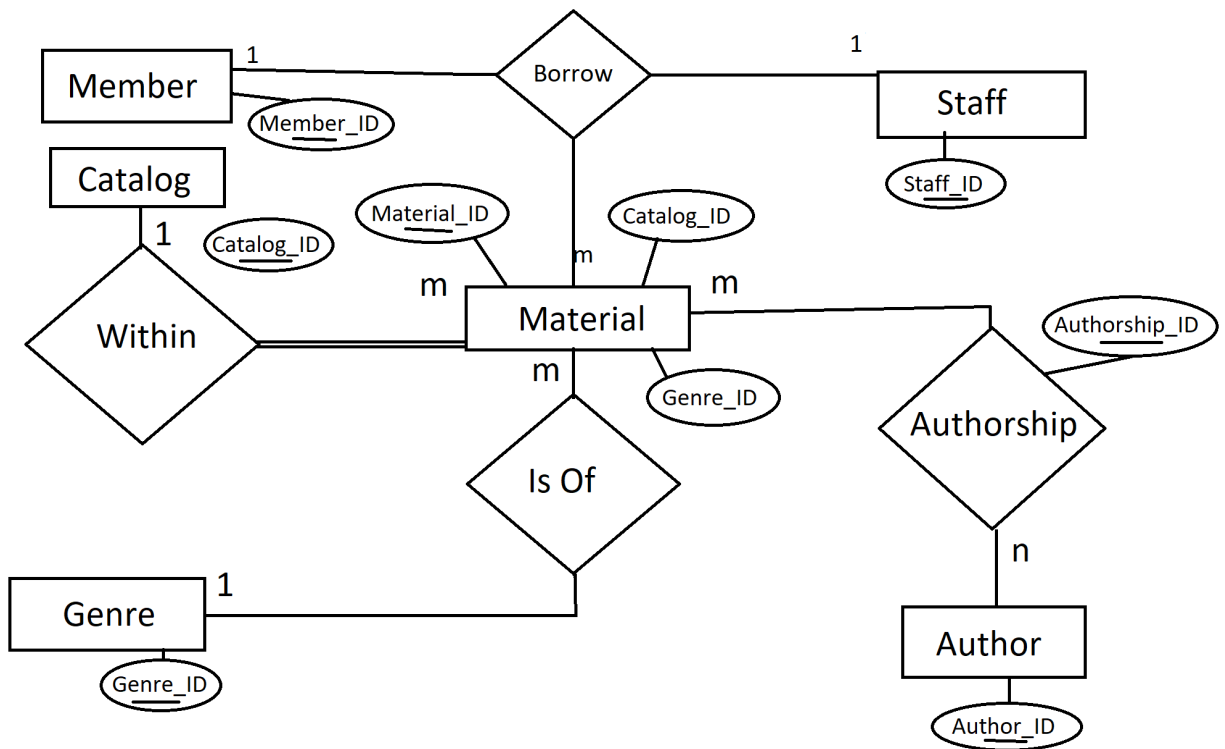 1
1
Borrow
Member
Staff
Member_ID
Catalog
Staff_ID
Material_ID
Catalog_ID
1
Catalog_ID
m
m
m
Material
Within
Authorship_ID
m
Genre_ID
Authorship
Is Of
n
1
Genre
Author
Genre_ID
Author_ID